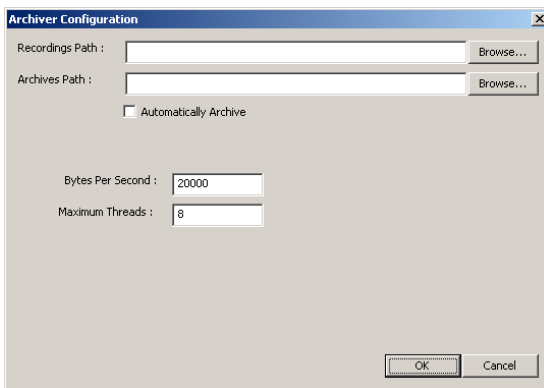 Archiver Configuration
Recordings Path :
Browse...
Archives Path :
Browse...
Automatically Archive
Bytes Per Second :
20000
Maximum Threads :
8
OK
Cancel